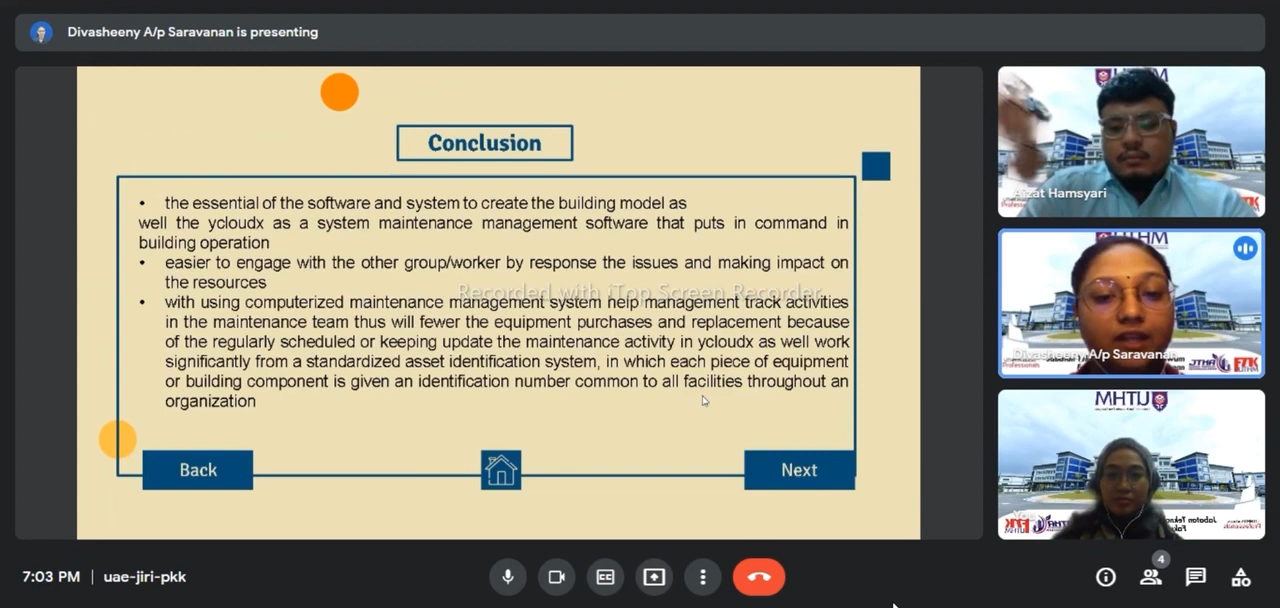 Divasheeny A/p Saravanan is presenting
Conclusion
• the essential of the software and system to create the building model as
well the ycloudx as a system maintenance management software that puts in command in
building operation
• easier to engage with the other group/worker by response the issues and making impact on
the resources
• with using computerized maintenance management system help management track activities
in the maintenance team thus will fewer the equipment purchases and replacement because
of the regularly scheduled or keeping update the maintenance activity in ycloudx as well work
significantly from a standardized asset identification system, in which each piece of equipment
or building component is given an identification number common to all facilities throughout an
organization
Recorded with iTop Screen Recorder
Back
Next
Aizat Hamsyari
Divasheeny A/p Saravanan
UTHM
You
7:03 PM | uae-jiri-pkk
4